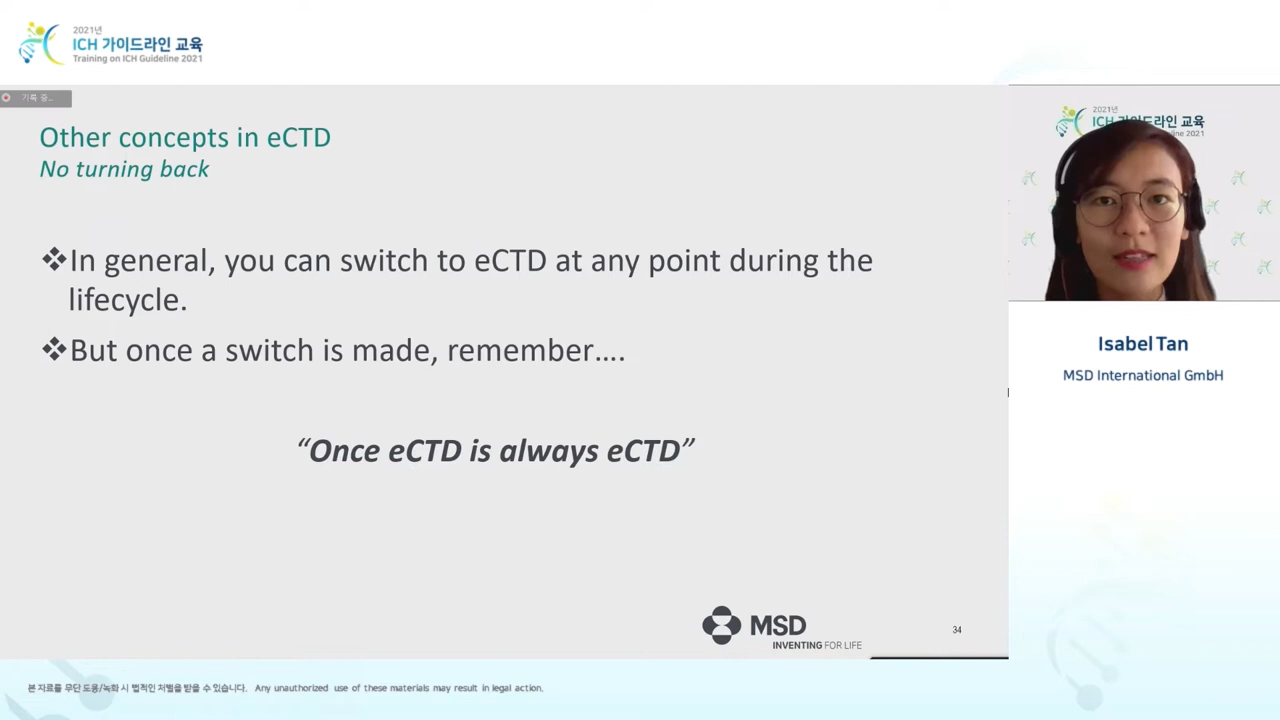 2021년
ICH 가이드라인 교육
Training on ICH Guideline 2021
기록 중...
Other concepts in eCTD
No turning back
❖In general, you can switch to eCTD at any point during the
lifecycle.
❖But once a switch is made, remember….
“Once eCTD is always eCTD”
MSD
INVENTING FOR LIFE
34
2021년
ICH 가이드라인 교육
Isabel Tan
MSD International GmbH
본 자료를 무단 도용/녹화 시 법적인 처벌을 받을 수 있습니다. Any unauthorized use of these materials may result in legal action.